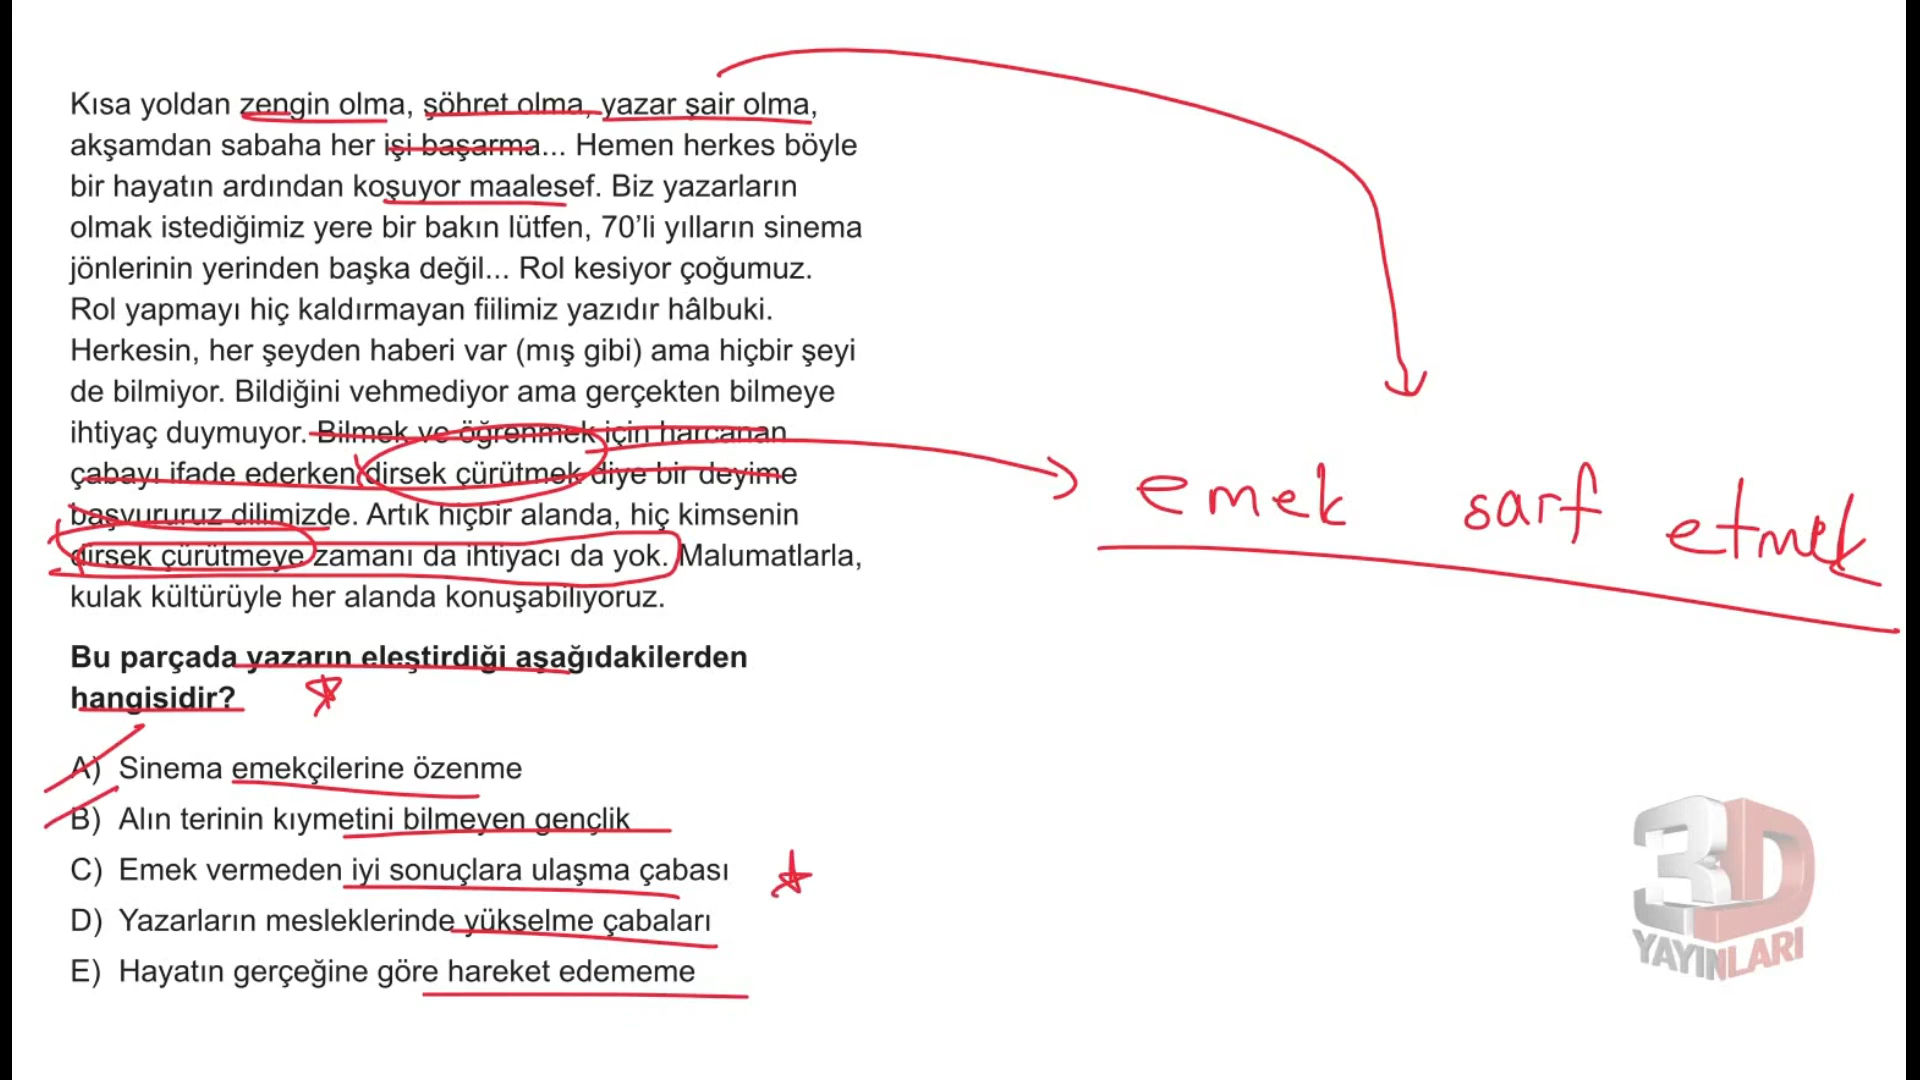 Kısa yoldan zengin olma, şöhret olma, yazar şair olma,
akşamdan sabaha her işi başarma... Hemen herkes böyle
bir hayatın ardından koşuyor maalesef. Biz yazarların
olmak istediğimiz yere bir bakın lütfen, 70’li yılların sinema
jönlerinin yerinden başka değil... Rol kesiyor çoğumuz.
Rol yapmayı hiç kaldırmayan fiilimiz yazıdır hâlbuki.
Herkesin, her şeyden haberi var (mış gibi) ama hiçbir şeyi
de bilmiyor. Bildiğini vehmediyor ama gerçekten bilmeye
ihtiyaç duymuyor. Bilmek ve öğrenmek için harcanan
çabayı ifade ederken dirsek çürütmek diye bir deyime
başvururuz dilimizde. Artık hiçbir alanda, hiç kimsenin
dirsek çürütmeye zamanı da ihtiyacı da yok. Malumatlarla,
kulak kültürüyle her alanda konuşabiliyoruz.
emek sarf etmek
Bu parçada yazarın eleştirdiği aşağıdakilerden
hangisidir?
A) Sinema emekçilerine özenme
B) Alın terinin kıymetini bilmeyen gençlik
C) Emek vermeden iyi sonuçlara ulaşma çabası
D) Yazarların mesleklerinde yükselme çabaları
E) Hayatın gerçeğine göre hareket edememe
3D
YAYINLARI